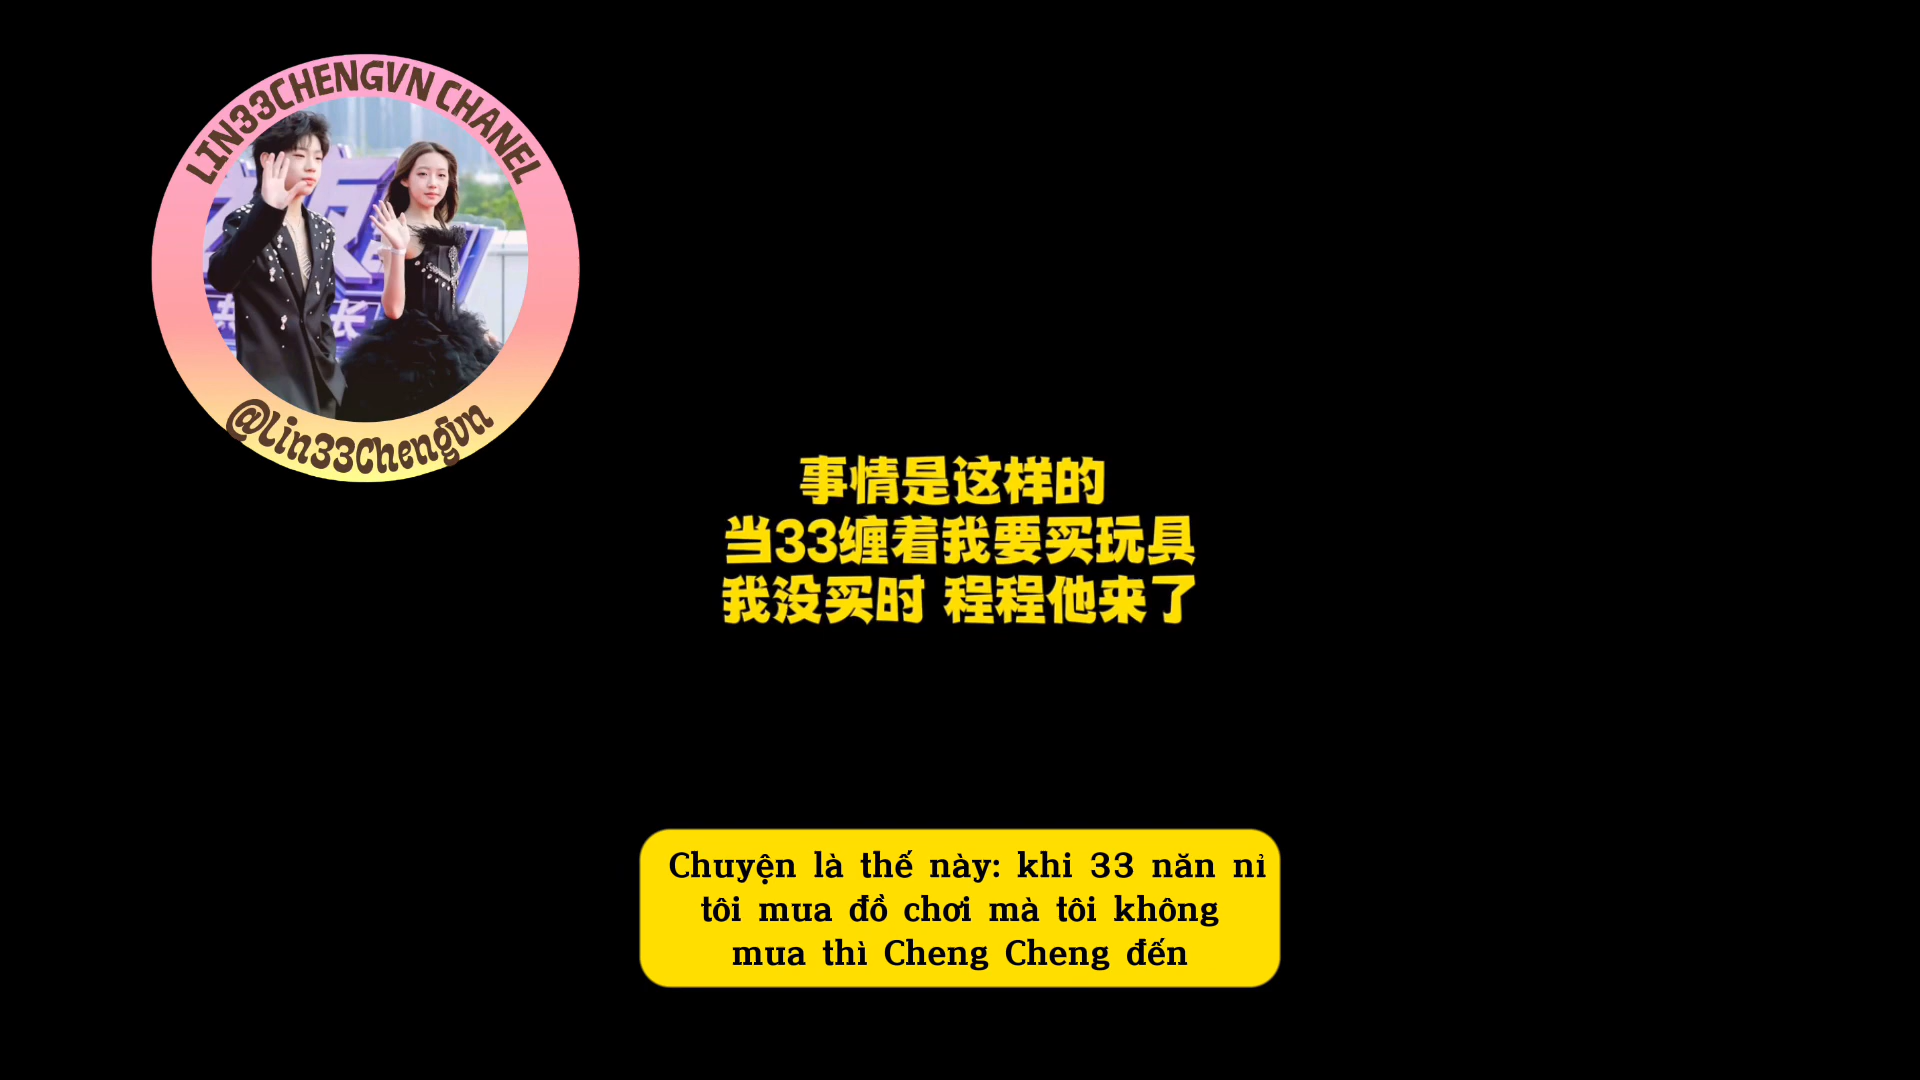 LIN33CHENGVN CHANEL
@Lin33Chengvn
事情是这样的
当33缠着我要买玩具
我没买时 程程他来了
Chuyện là thế này: khi 33 năn nỉ
tôi mua đồ chơi mà tôi không
mua thì Cheng Cheng đến